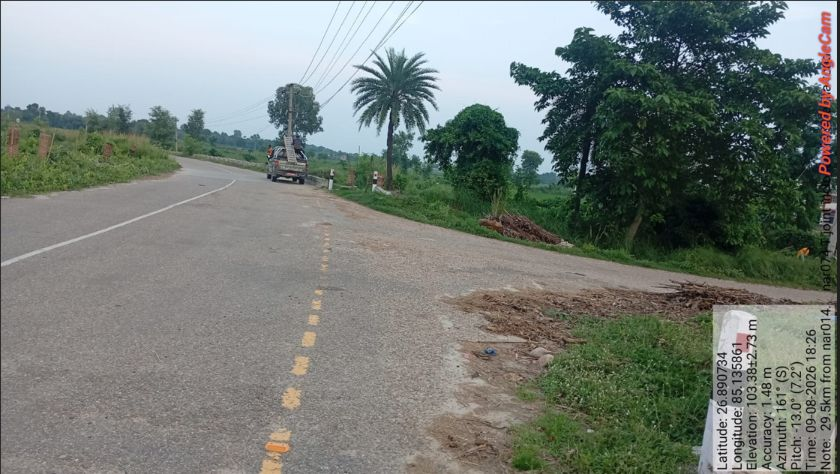 Latitude: 26.890734
Longitude: 85.135861
Elevation: 103.38±2.73 m
Accuracy: 1.48 m
Azimuth: 161° (S)
Pitch: -13.0° (7.2°)
Time: 09-08-2026 18:26
Note: 29.5km from nar014.
Powered by AngleCam